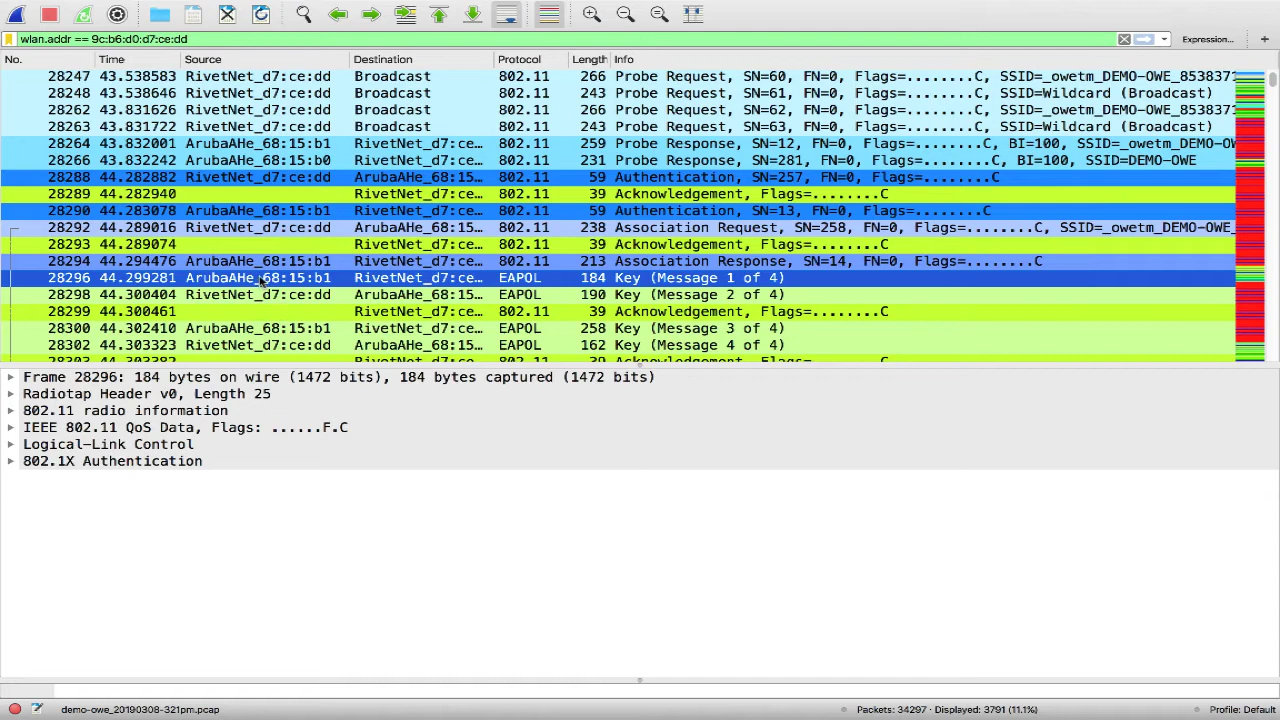 wlan.addr == 9c:b6:d0:d7:ce:dd
Expression…
+
No. Time Source Destination Protocol Length Info
28247 43.538583 RivetNet_d7:ce:dd Broadcast 802.11 266 Probe Request, SN=60, FN=0, Flags=........C, SSID=_owetm_DEMO-OWE_8538371
28248 43.538646 RivetNet_d7:ce:dd Broadcast 802.11 243 Probe Request, SN=61, FN=0, Flags=........C, SSID=Wildcard (Broadcast)
28262 43.831626 RivetNet_d7:ce:dd Broadcast 802.11 266 Probe Request, SN=62, FN=0, Flags=........C, SSID=_owetm_DEMO-OWE_8538371
28263 43.831722 RivetNet_d7:ce:dd Broadcast 802.11 243 Probe Request, SN=63, FN=0, Flags=........C, SSID=Wildcard (Broadcast)
28264 43.832001 ArubaAHe_68:15:b1 RivetNet_d7:ce… 802.11 259 Probe Response, SN=12, FN=0, Flags=........C, BI=100, SSID=_owetm_DEMO-OW
28266 43.832242 ArubaAHe_68:15:b0 RivetNet_d7:ce… 802.11 231 Probe Response, SN=281, FN=0, Flags=........C, BI=100, SSID=DEMO-OWE
28288 44.282882 RivetNet_d7:ce:dd ArubaAHe_68:15… 802.11 59 Authentication, SN=257, FN=0, Flags=........C
28289 44.282940 RivetNet_d7:ce… 802.11 39 Acknowledgement, Flags=........C
28290 44.283078 ArubaAHe_68:15:b1 RivetNet_d7:ce… 802.11 59 Authentication, SN=13, FN=0, Flags=........C
28292 44.289016 RivetNet_d7:ce:dd ArubaAHe_68:15… 802.11 238 Association Request, SN=258, FN=0, Flags=........C, SSID=_owetm_DEMO-OWE_
28293 44.289074 RivetNet_d7:ce… 802.11 39 Acknowledgement, Flags=........C
28294 44.294476 ArubaAHe_68:15:b1 RivetNet_d7:ce… 802.11 213 Association Response, SN=14, FN=0, Flags=........C
28296 44.299281 ArubaAHe_68:15:b1 RivetNet_d7:ce… EAPOL 184 Key (Message 1 of 4)
28298 44.300404 RivetNet_d7:ce:dd ArubaAHe_68:15… EAPOL 190 Key (Message 2 of 4)
28299 44.300461 RivetNet_d7:ce… 802.11 39 Acknowledgement, Flags=........C
28300 44.302410 ArubaAHe_68:15:b1 RivetNet_d7:ce… EAPOL 258 Key (Message 3 of 4)
28302 44.303323 RivetNet_d7:ce:dd ArubaAHe_68:15… EAPOL 162 Key (Message 4 of 4)
28303 44.303382 RivetNet_d7:ce… 802.11 39 Acknowledgement, Flags=........C
Frame 28296: 184 bytes on wire (1472 bits), 184 bytes captured (1472 bits)
Radiotap Header v0, Length 25
802.11 radio information
IEEE 802.11 QoS Data, Flags: ......F.C
Logical-Link Control
802.1X Authentication
demo-owe_20190308-321pm.pcap
Packets: 34297 · Displayed: 3791 (11.1%)
Profile: Default